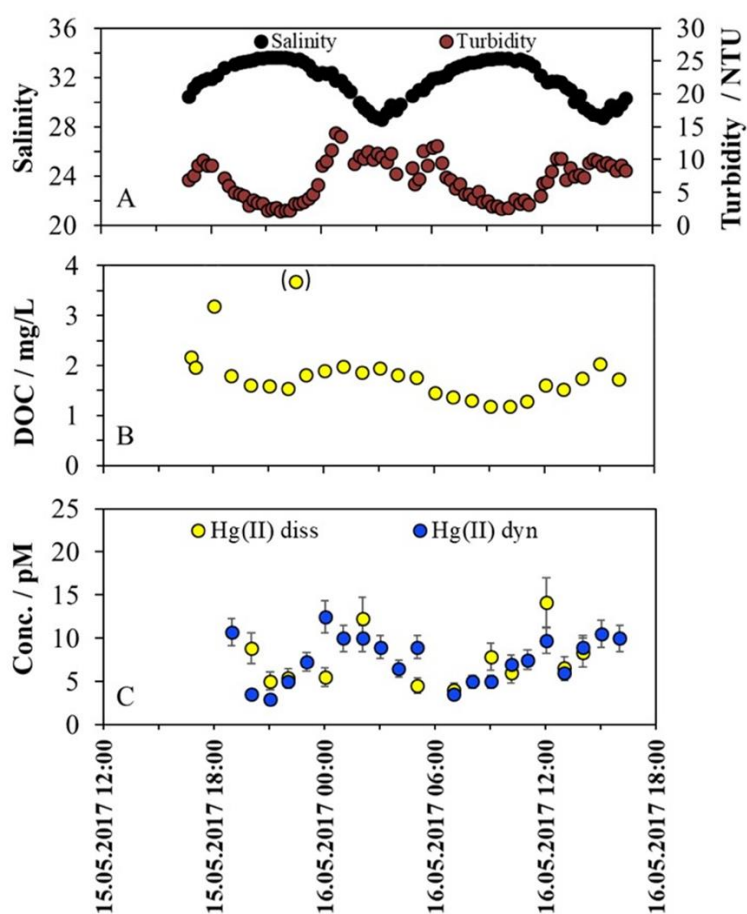 36
32
28
24
20
Salinity
Salinity
Turbidity
30
25
20
15
10
5
0
Turbidity / NTU
A
4
3
2
1
0
DOC / mg/L
( )
B
25
20
15
10
5
0
Conc. / pM
Hg(II) diss
Hg(II) dyn
C
15.05.2017 12:00
15.05.2017 18:00
16.05.2017 00:00
16.05.2017 06:00
16.05.2017 12:00
16.05.2017 18:00